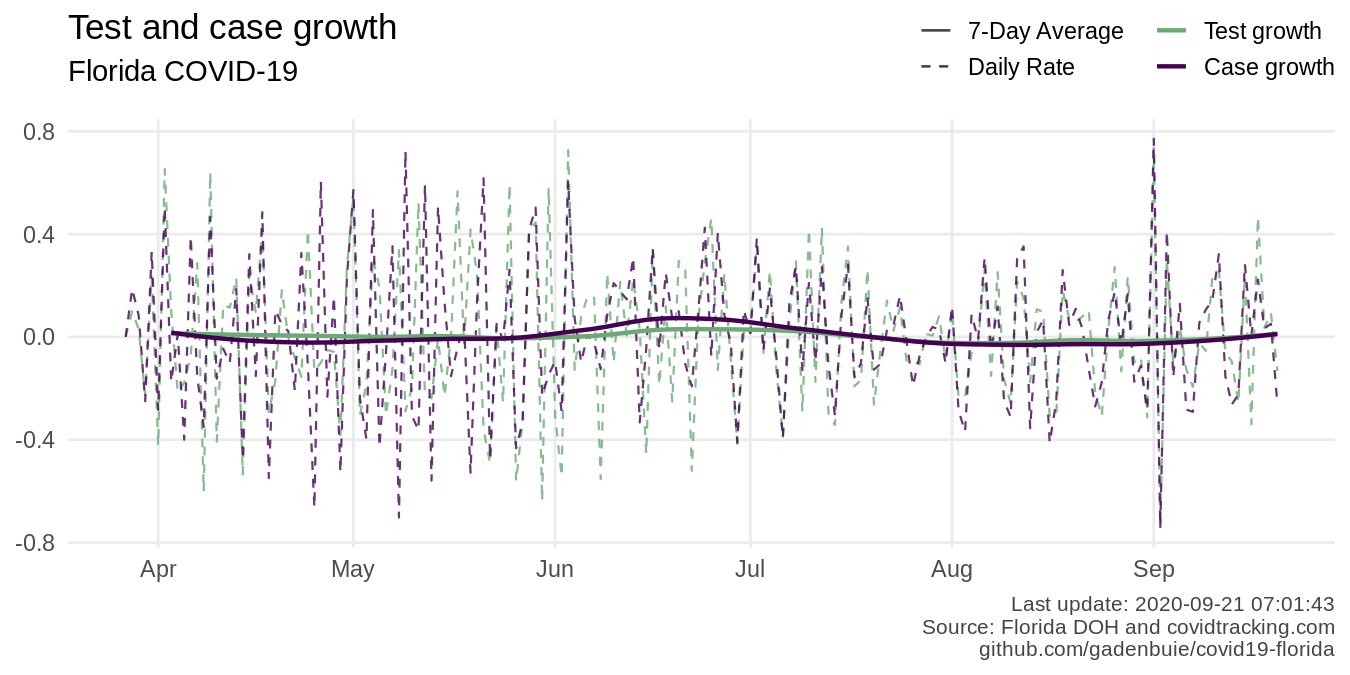 Test and case growth
Florida COVID-19
7-Day Average
Daily Rate
Test growth
Case growth
0.8
0.4
0.0
-0.4
-0.8
Apr May Jun Jul Aug Sep
Last update: 2020-09-21 07:01:43
Source: Florida DOH and covidtracking.com
github.com/gadenbuie/covid19-florida